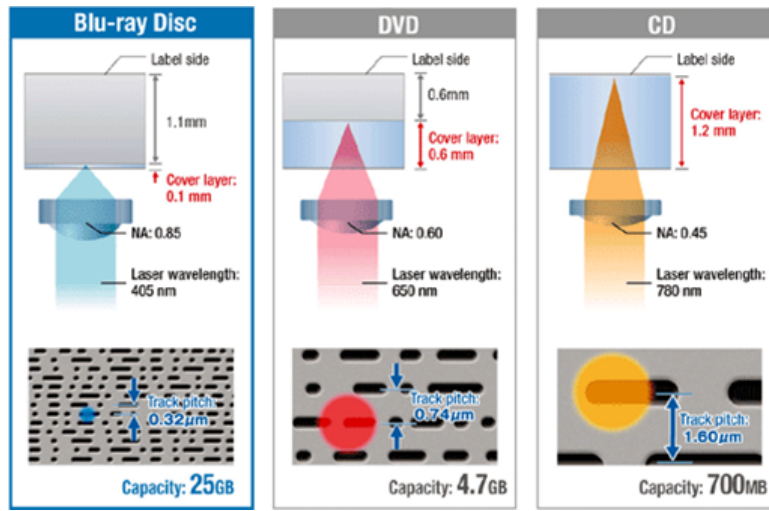 Blu-ray Disc
Label side
1.1mm
Cover layer:
0.1 mm
NA: 0.85
Laser wavelength:
405 nm
Track pitch:
0.32μm
Capacity: 25GB
DVD
Label side
0.6mm
Cover layer:
0.6 mm
NA: 0.60
Laser wavelength:
650 nm
Track pitch:
0.74μm
Capacity: 4.7GB
CD
Label side
Cover layer:
1.2 mm
NA: 0.45
Laser wavelength:
780 nm
Track pitch:
1.60μm
Capacity: 700MB